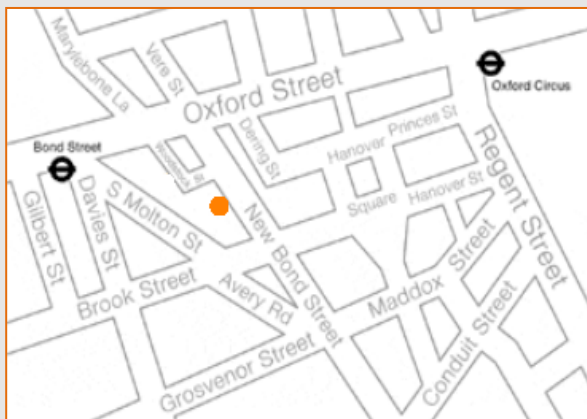 Marylebone La
Vere St
Oxford Street
Oxford Circus
Bond Street
Woodstock St
Dering St
Hanover
Princes St
Square
Hanover St
Regent Street
Gilbert St
Davies St
S Molton St
New Bond Street
Brook Street
Avery Rd
Maddox Street
Conduit Street
Grosvenor Street